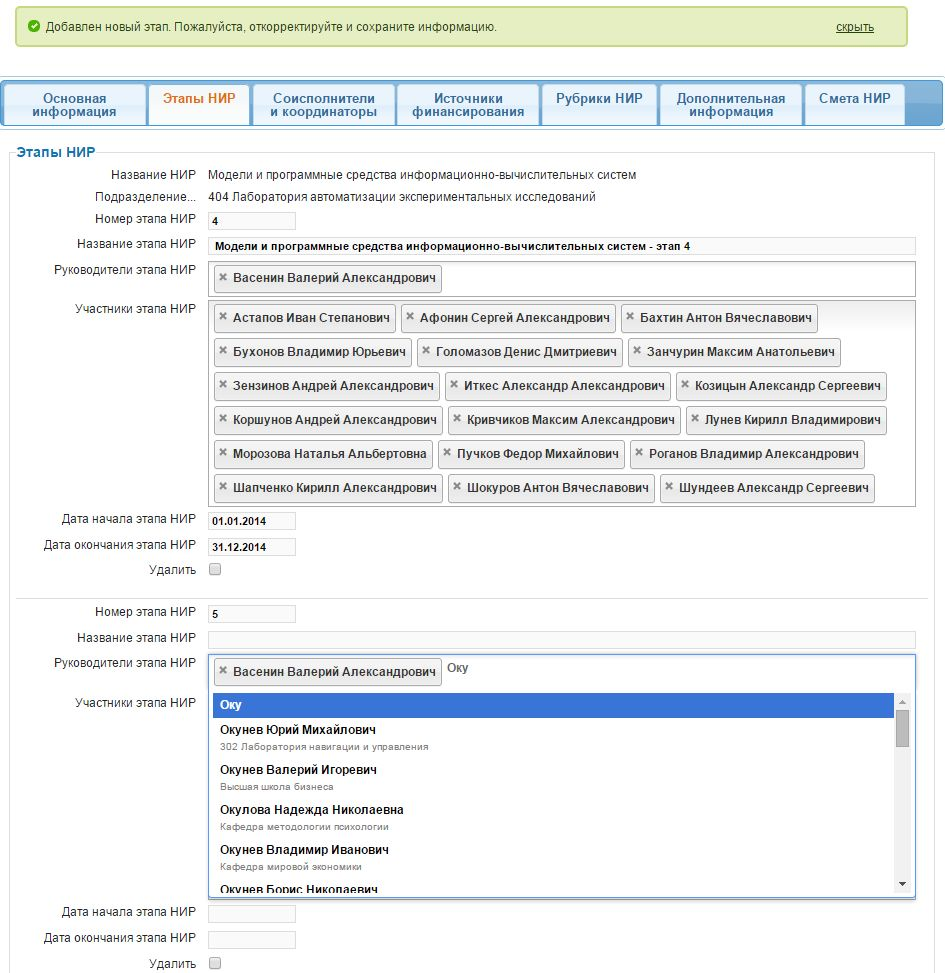 Добавлен новый этап. Пожалуйста, откорректируйте и сохраните информацию. скрыть
Основная информация
Этапы НИР
Соисполнители и координаторы
Источники финансирования
Рубрики НИР
Дополнительная информация
Смета НИР
Этапы НИР
Название НИР Модели и программные средства информационно-вычислительных систем
Подразделение... 404 Лаборатория автоматизации экспериментальных исследований
Номер этапа НИР 4
Название этапа НИР Модели и программные средства информационно-вычислительных систем - этап 4
Руководители этапа НИР × Васенин Валерий Александрович
Участники этапа НИР × Астапов Иван Степанович × Афонин Сергей Александрович × Бахтин Антон Вячеславович
× Бухонов Владимир Юрьевич × Голомазов Денис Дмитриевич × Занчурин Максим Анатольевич
× Зензинов Андрей Александрович × Иткес Александр Александрович × Козицын Александр Сергеевич
× Коршунов Андрей Александрович × Кривчиков Максим Александрович × Лунев Кирилл Владимирович
× Морозова Наталья Альбертовна × Пучков Федор Михайлович × Роганов Владимир Александрович
× Шапченко Кирилл Александрович × Шокуров Антон Вячеславович × Шундеев Александр Сергеевич
Дата начала этапа НИР 01.01.2014
Дата окончания этапа НИР 31.12.2014
Удалить
Номер этапа НИР 5
Название этапа НИР
Руководители этапа НИР × Васенин Валерий Александрович Оку
Участники этапа НИР
Оку
Окунев Юрий Михайлович
302 Лаборатория навигации и управления
Окунев Валерий Игоревич
Высшая школа бизнеса
Окулова Надежда Николаевна
Кафедра методологии психологии
Окунев Владимир Иванович
Кафедра мировой экономики
Окунев Борис Николаевич
Дата начала этапа НИР
Дата окончания этапа НИР
Удалить